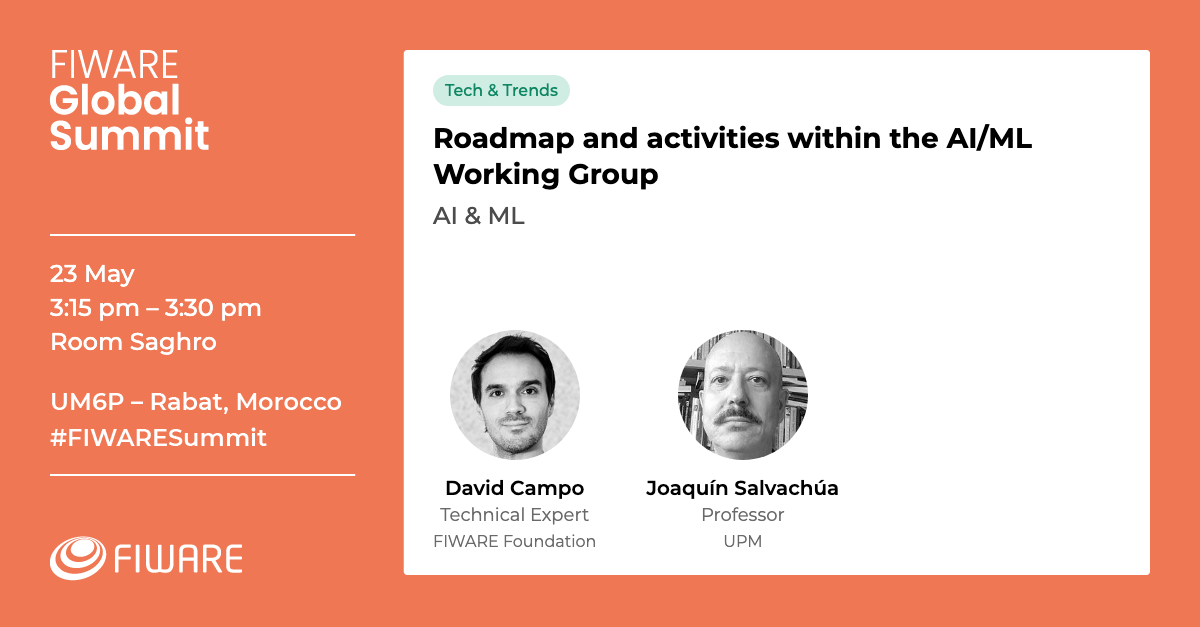 FIWARE
Global
Summit
23 May
3:15 pm – 3:30 pm
Room Saghro
UM6P – Rabat, Morocco
#FIWARESummit
FIWARE
Tech & Trends
Roadmap and activities within the AI/ML
Working Group
AI & ML
David Campo
Technical Expert
FIWARE Foundation
Joaquín Salvachúa
Professor
UPM